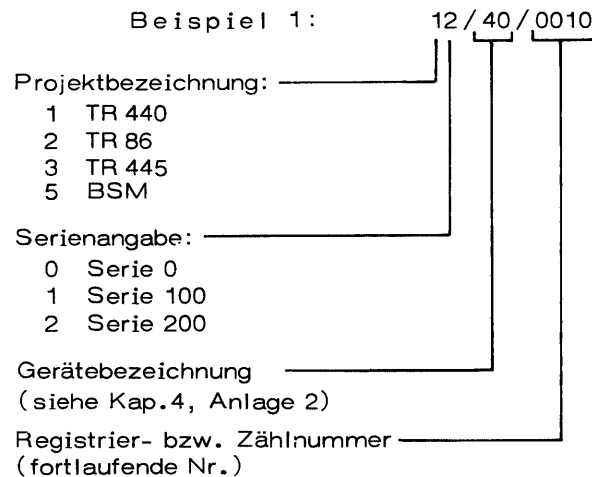 Beispiel 1: 12/40/0010
Projektbezeichnung:
1 TR 440
2 TR 86
3 TR 445
5 BSM
Serienangabe:
0 Serie 0
1 Serie 100
2 Serie 200
Gerätebezeichnung
(siehe Kap.4, Anlage 2)
Registrier- bzw. Zählnummer
(fortlaufende Nr.)